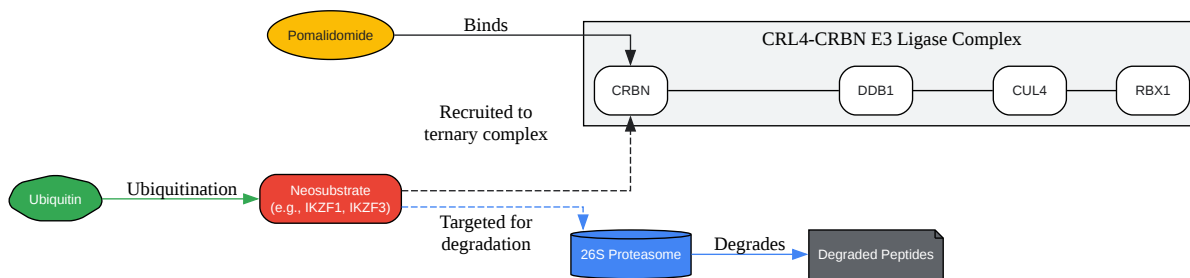 Pomalidomide
Binds
CRL4-CRBN E3 Ligase Complex
CRBN
DDB1
CUL4
RBX1
Recruited to
ternary complex
Ubiquitin
Ubiquitination
Neosubstrate
(e.g., IKZF1, IKZF3)
Targeted for
degradation
26S Proteasome
Degrades
Degraded Peptides